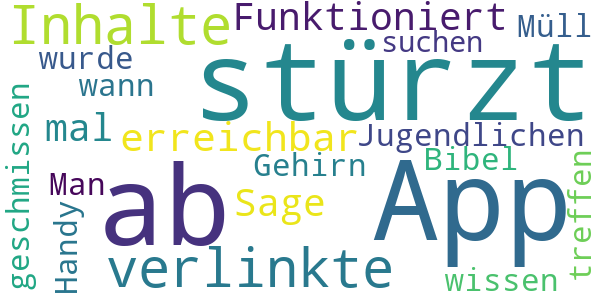 Inhalte Funktioniert Müll
wurde stürzt suchen
wann
mal erreichbar Jugendlichen
geschmissen Man Gehirn Bibel treffen
Handy ab Sage App
verlinkte wissen